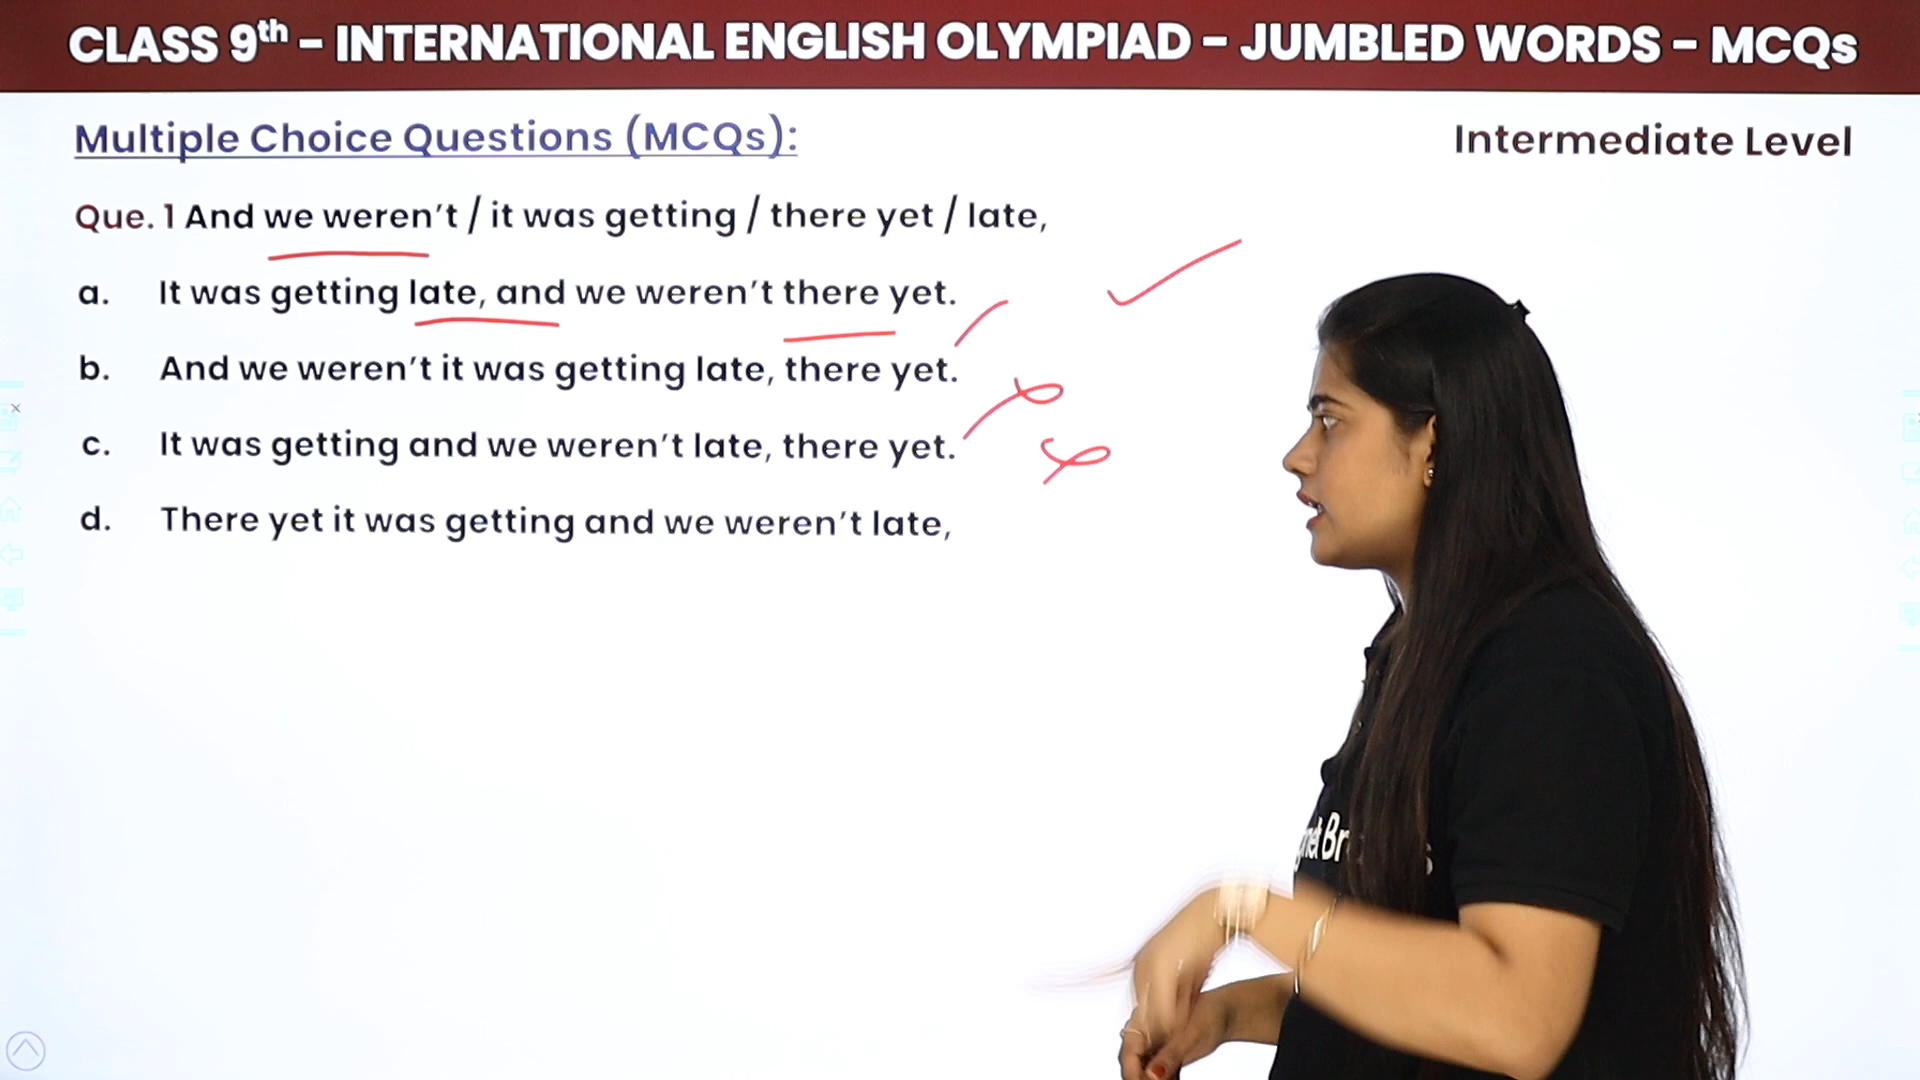 CLASS 9th – INTERNATIONAL ENGLISH OLYMPIAD – JUMBLED WORDS – MCQs
Multiple Choice Questions (MCQs):
Intermediate Level
Que. 1 And we weren't / it was getting / there yet / late,
a. It was getting late, and we weren't there yet.
b. And we weren't it was getting late, there yet.
c. It was getting and we weren't late, there yet.
d. There yet it was getting and we weren't late,